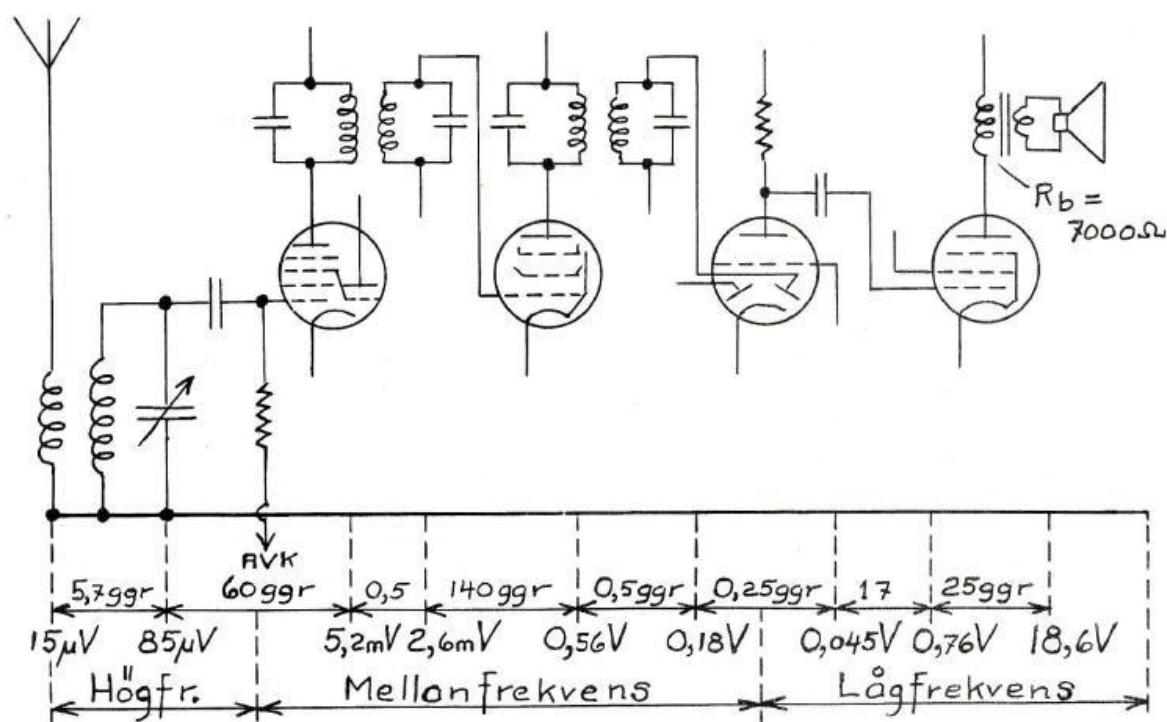 Rb =
7000Ω
AVK
5,7ggr 60ggr 0,5 140ggr 0,5ggr 0,25ggr 17 25ggr
15μV 85μV 5,2mV 2,6mV 0,56V 0,18V 0,045V 0,76V 18,6V
Högfr. Mellanfrekvens Lågfrekvens